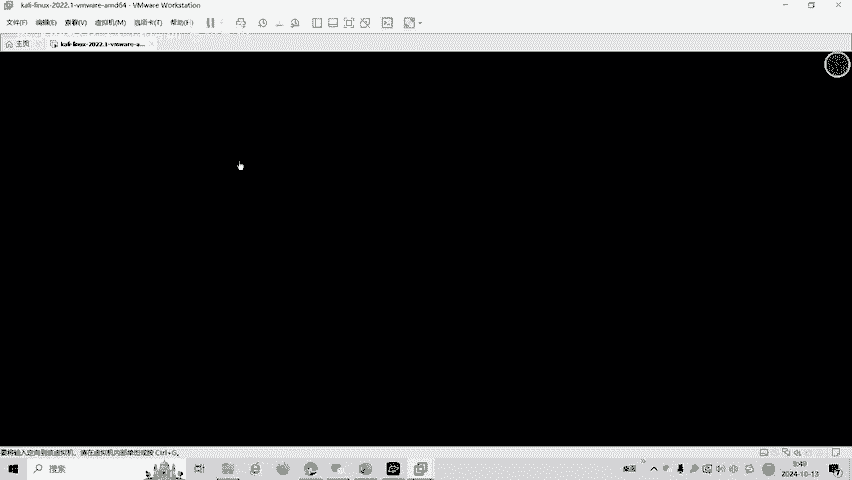 kali-linux-2022.1-vmware-amd64 - VMware Workstation
文件(F) 编辑(E) 查看(V) 虚拟机(M) 选项卡(T) 帮助(H)
主页 kali-linux-2022.1-vmware-a...
要将输入定向到该虚拟机，请在虚拟机内部单击或按 Ctrl+G。
搜索
桌面
2024-10-13